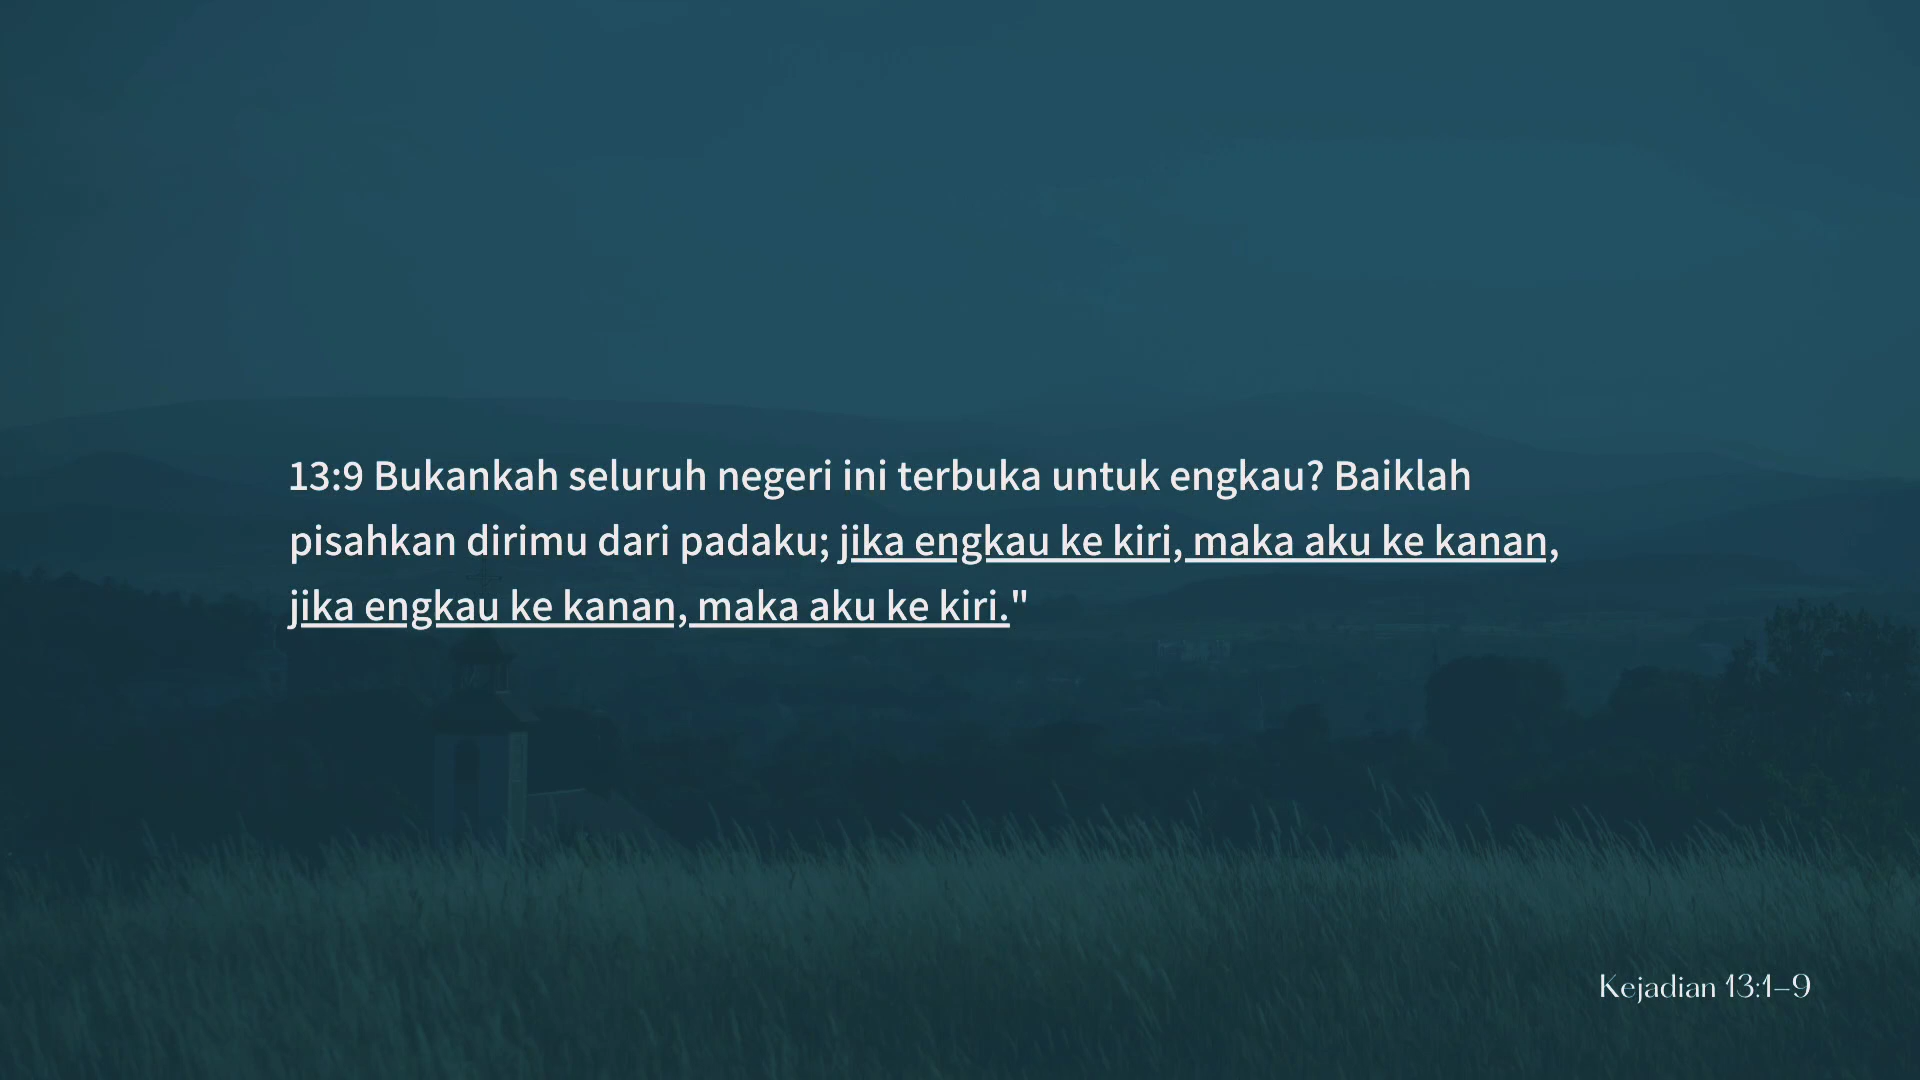 13:9 Bukankah seluruh negeri ini terbuka untuk engkau? Baiklah
pisahkan dirimu dari padaku; jika engkau ke kiri, maka aku ke kanan,
jika engkau ke kanan, maka aku ke kiri."
Kejadian 13:1–9